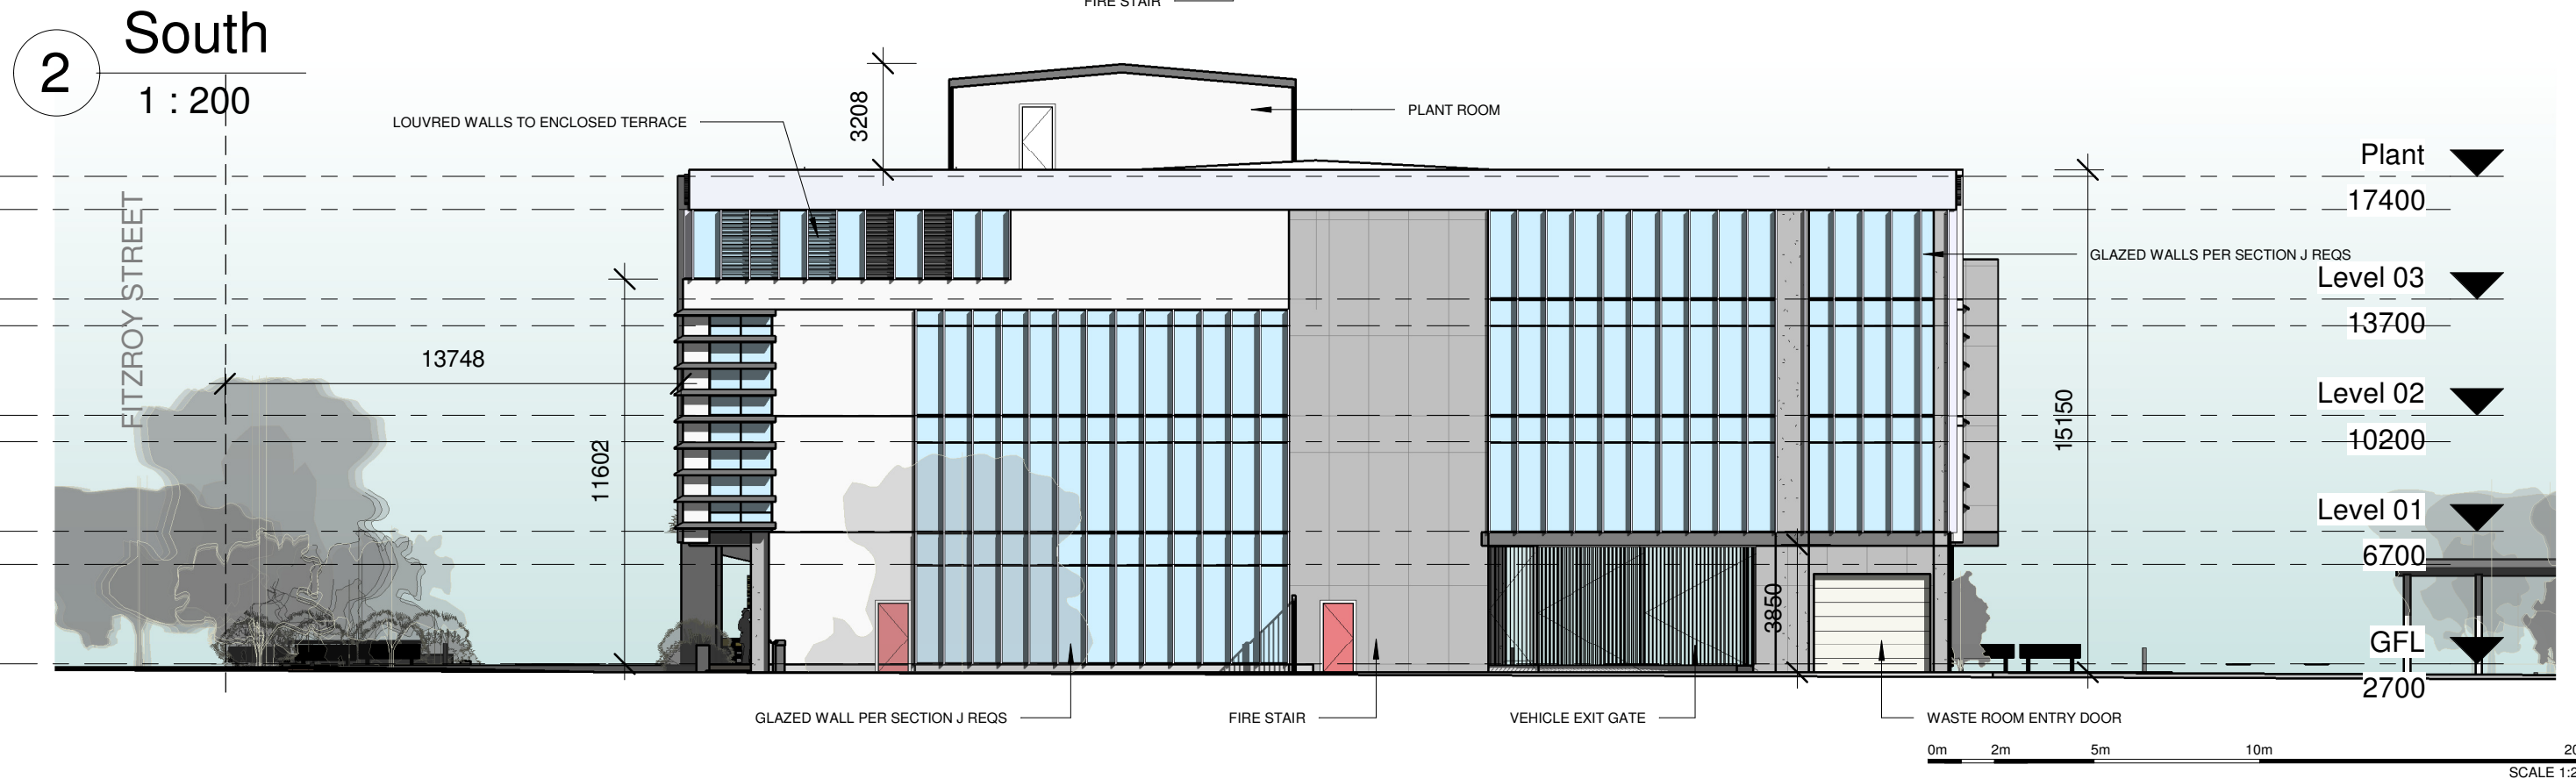 FIRE STAIR
2
South
1 : 200
LOUVRED WALLS TO ENCLOSED TERRACE
3208
PLANT ROOM
Plant
17400
FITZROY STREET
GLAZED WALLS PER SECTION J REQS
Level 03
13700
13748
Level 02
10200
15150
11602
Level 01
6700
3850
GFL
2700
GLAZED WALL PER SECTION J REQS
FIRE STAIR
VEHICLE EXIT GATE
WASTE ROOM ENTRY DOOR
0m 2m 5m 10m
SCALE